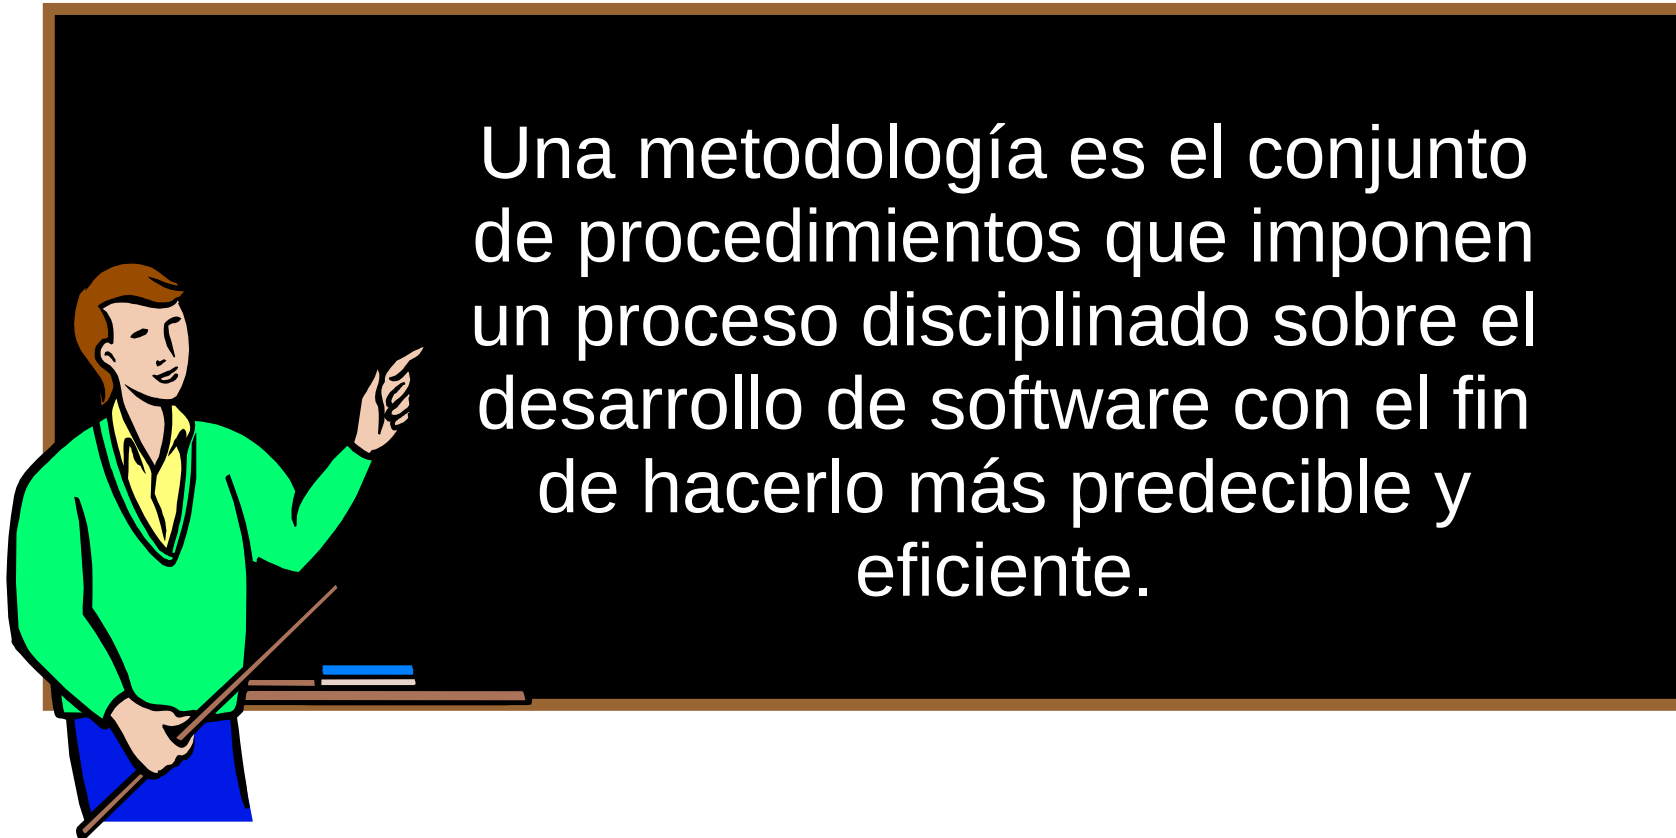 Una metodología es el conjunto
de procedimientos que imponen
un proceso disciplinado sobre el
desarrollo de software con el fin
de hacerlo más predecible y
eficiente.